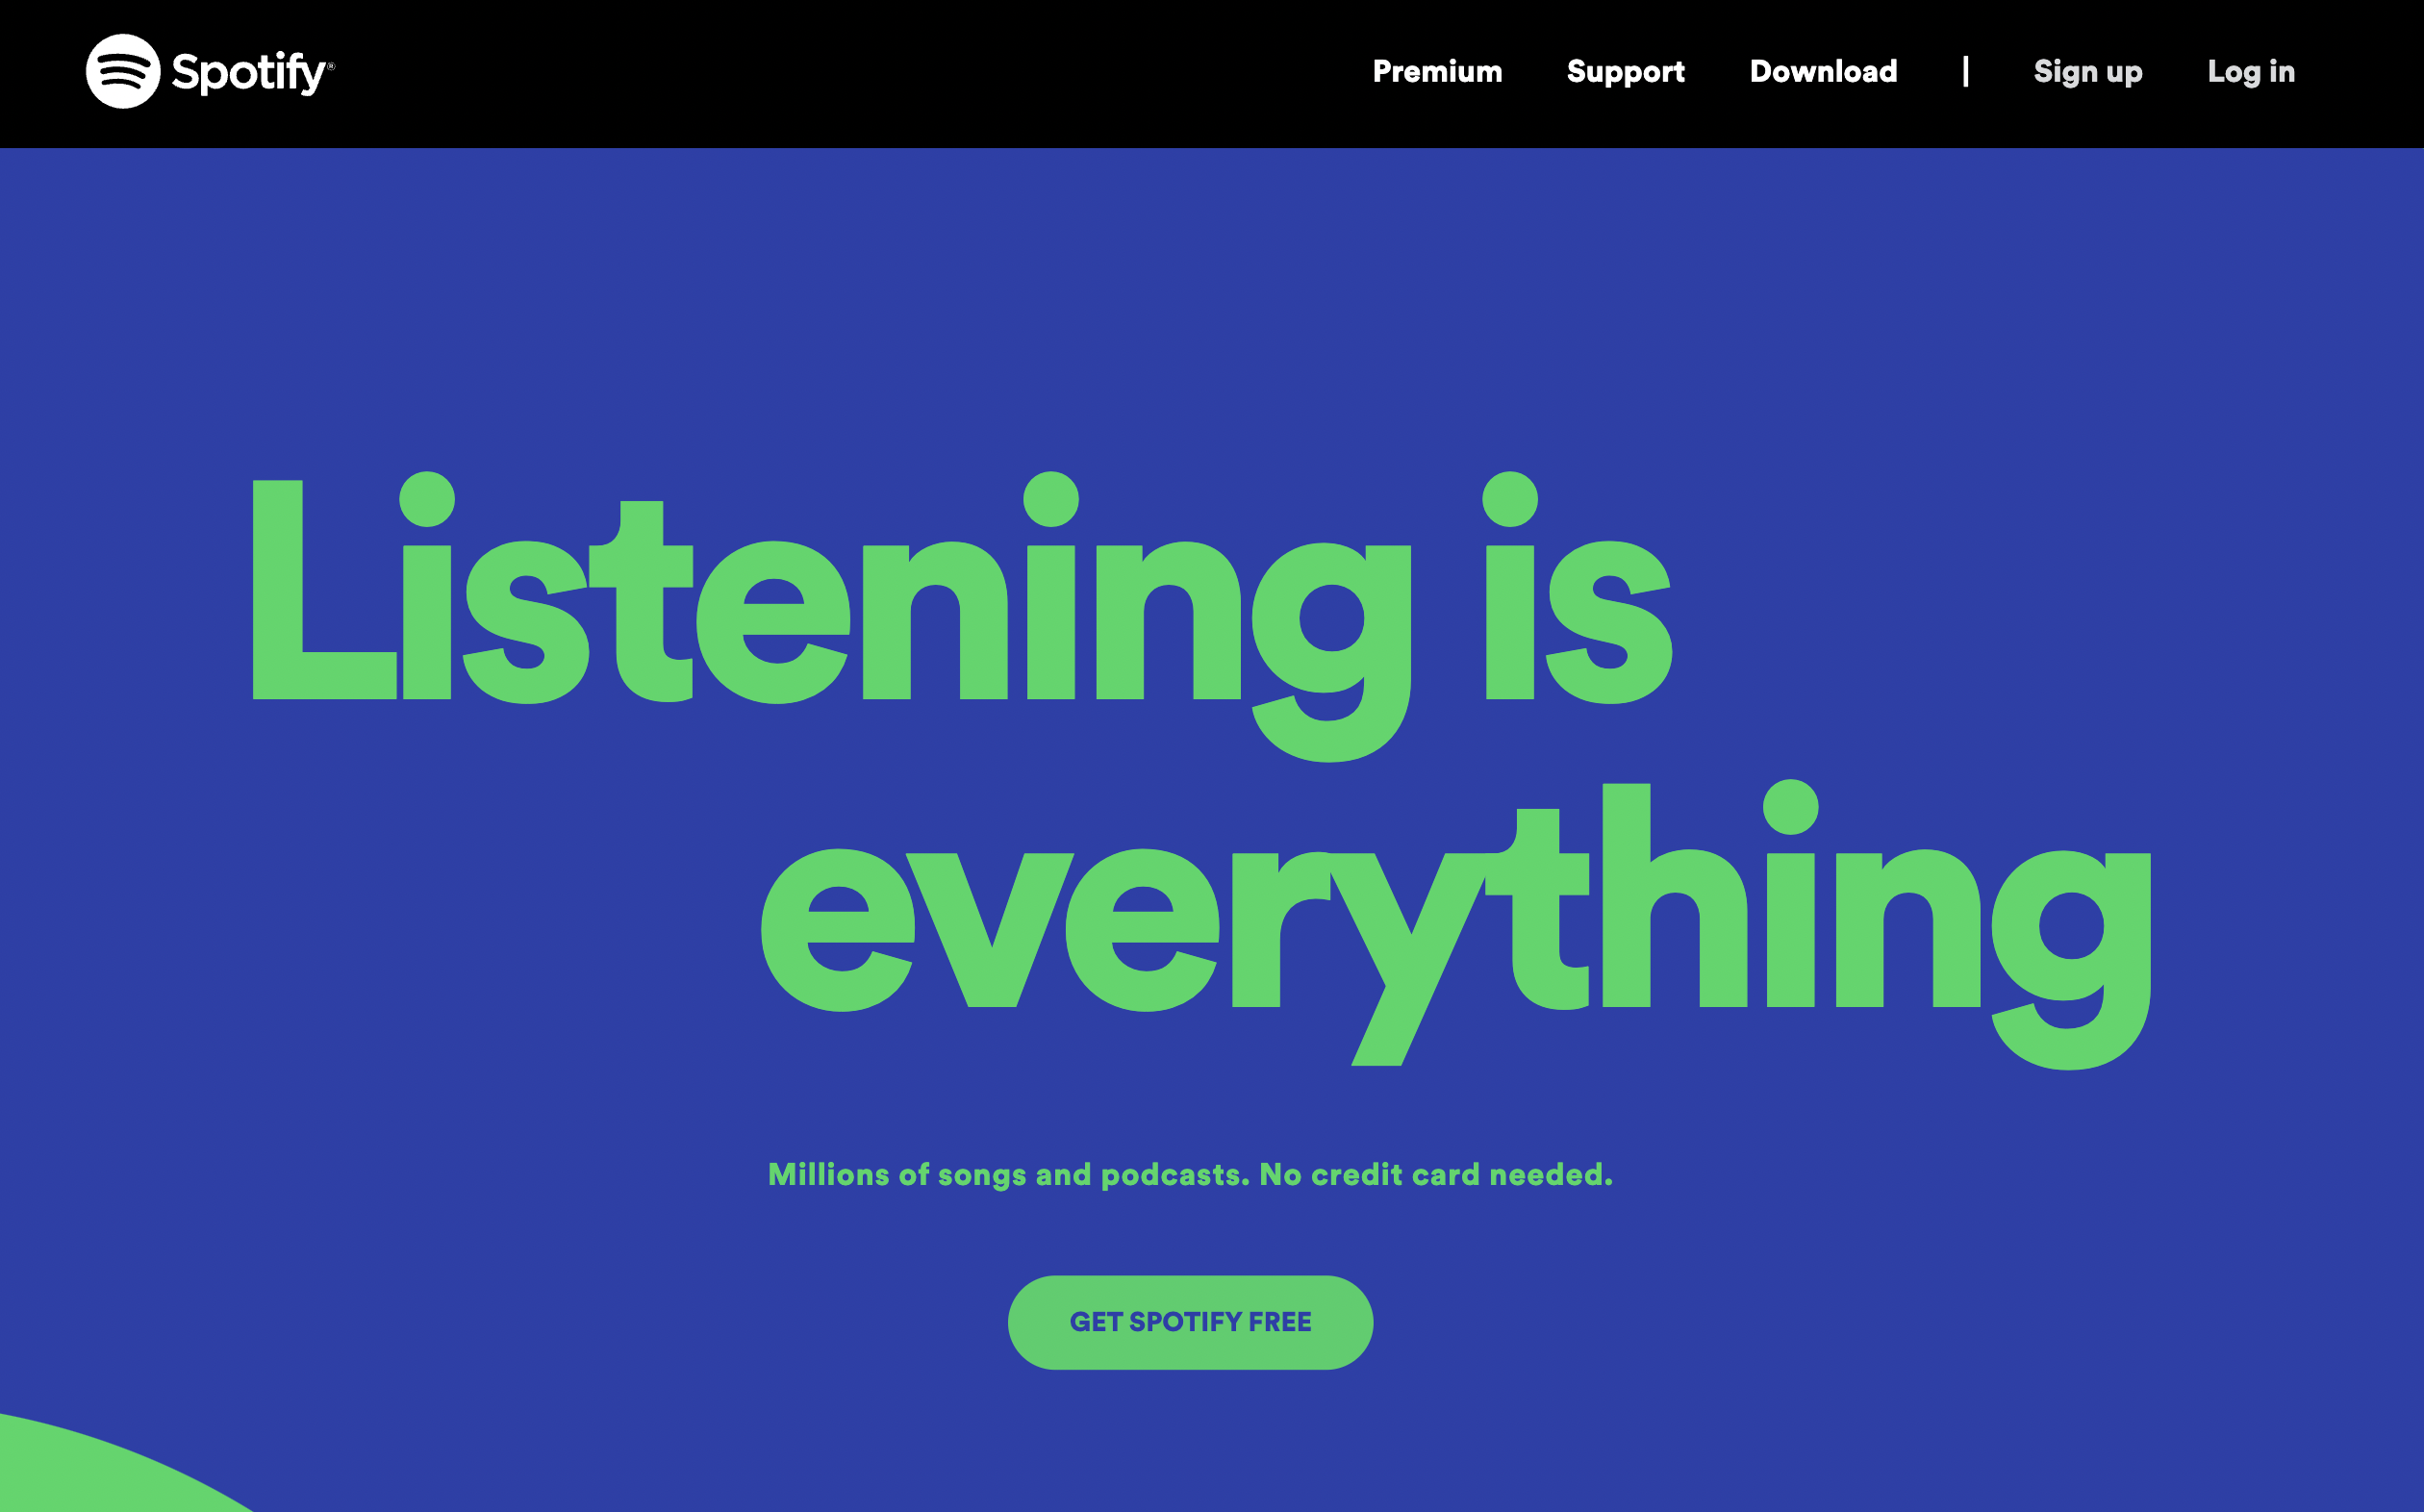 Spotify®
Premium Support Download | Sign up Log in
Listening is
everything
Millions of songs and podcasts. No credit card needed.
GET SPOTIFY FREE